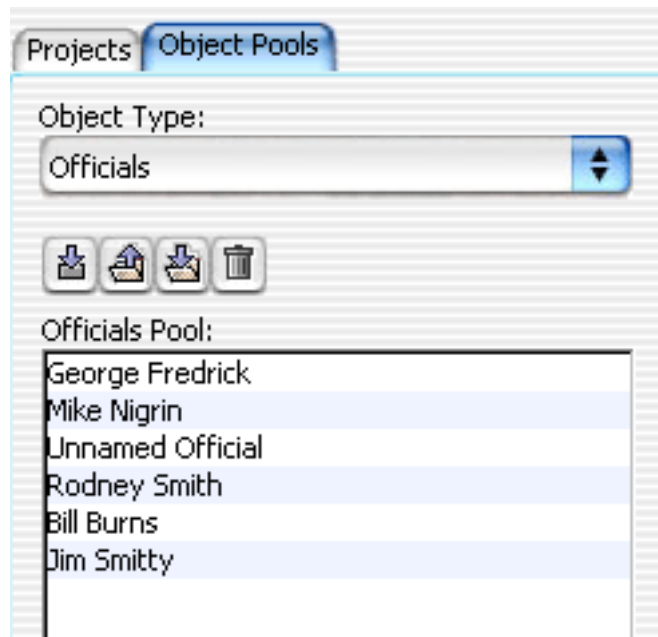 Projects
Object Pools
Object Type:
Officials
Officials Pool:
George Fredrick
Mike Nigrin
Unnamed Official
Rodney Smith
Bill Burns
Jim Smitty